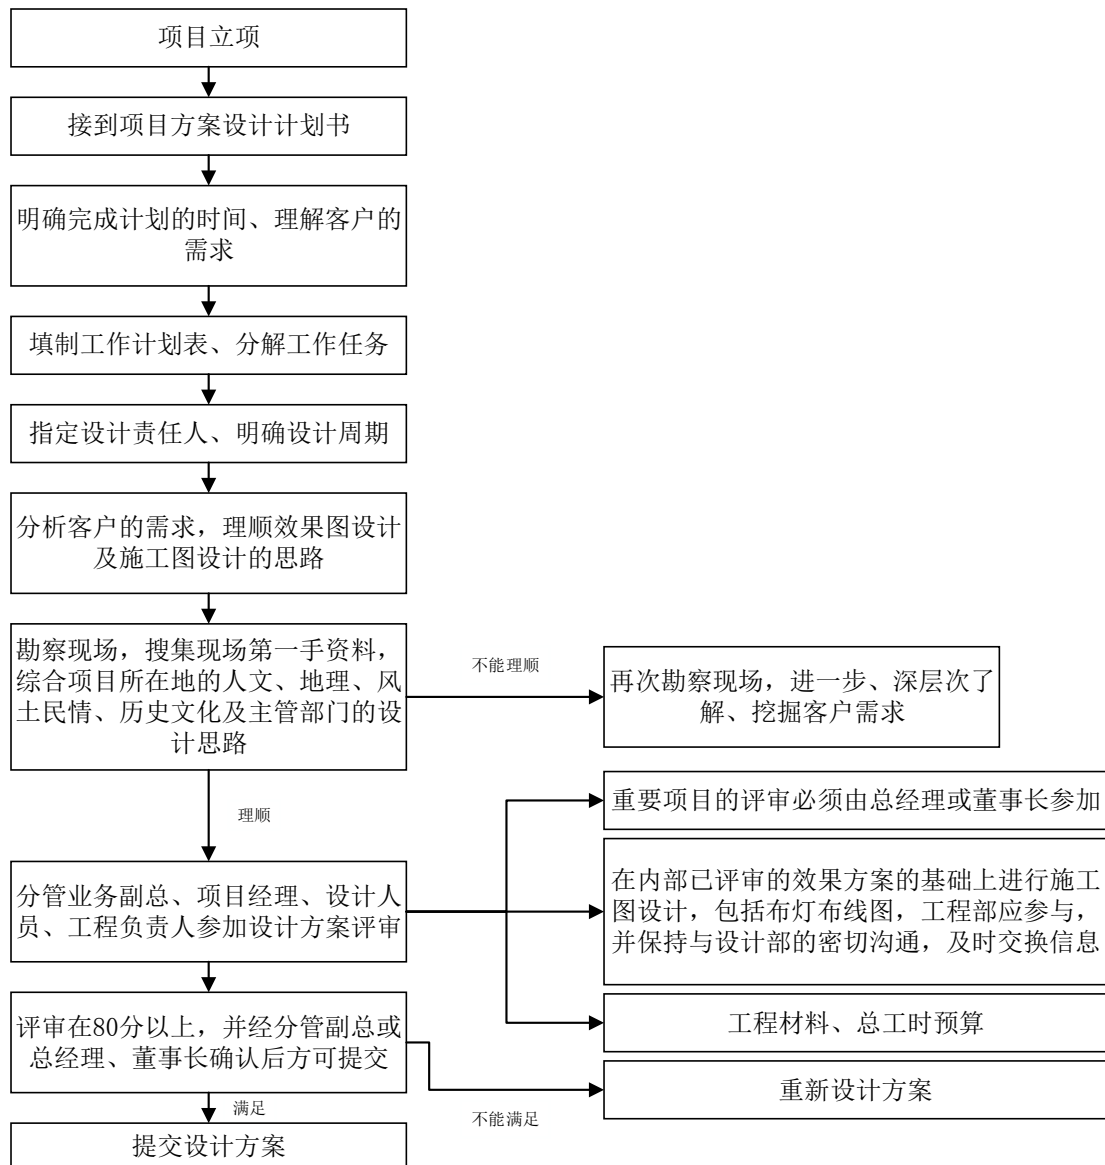 项目立项
接到项目方案设计计划书
明确完成计划的时间、理解客户的
需求
填制工作计划表、分解工作任务
指定设计责任人、明确设计周期
分析客户的需求，理顺效果图设计
及施工图设计的思路
勘察现场，搜集现场第一手资料，
综合项目所在地的人文、地理、风
土民情、历史文化及主管部门的设
计思路
不能理顺
再次勘察现场，进一步、深层次了
解、挖掘客户需求
理顺
分管业务副总、项目经理、设计人
员、工程负责人参加设计方案评审
重要项目的评审必须由总经理或董事长参加
在内部已评审的效果方案的基础上进行施工
图设计，包括布灯布线图，工程部应参与，
并保持与设计部的密切沟通，及时交换信息
工程材料、总工时预算
评审在80分以上，并经分管副总或
总经理、董事长确认后方可提交
不能满足
重新设计方案
满足
提交设计方案